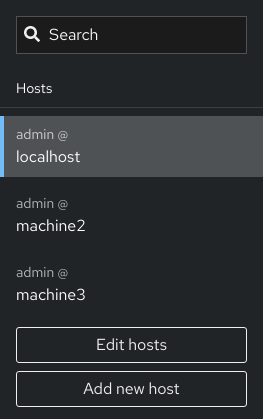 Search
Hosts
admin @
localhost
admin @
machine2
admin @
machine3
Edit hosts
Add new host